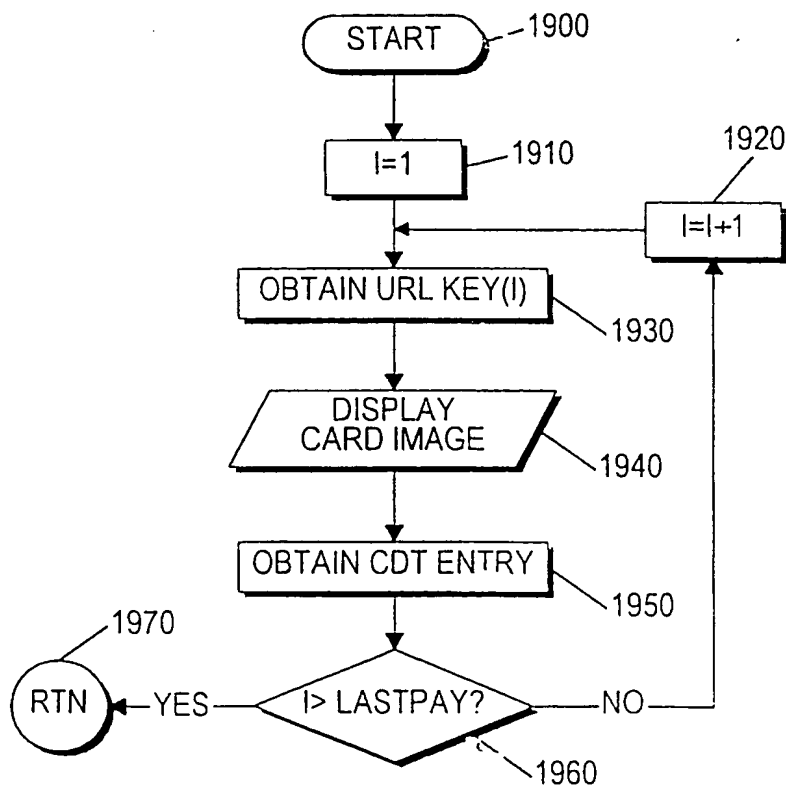 START
1900
I=1
1910
1920
I=I+1
OBTAIN URL KEY(I)
1930
DISPLAY
CARD IMAGE
1940
OBTAIN CDT ENTRY
1950
1970
RTN
YES
I> LASTPAY?
NO
1960